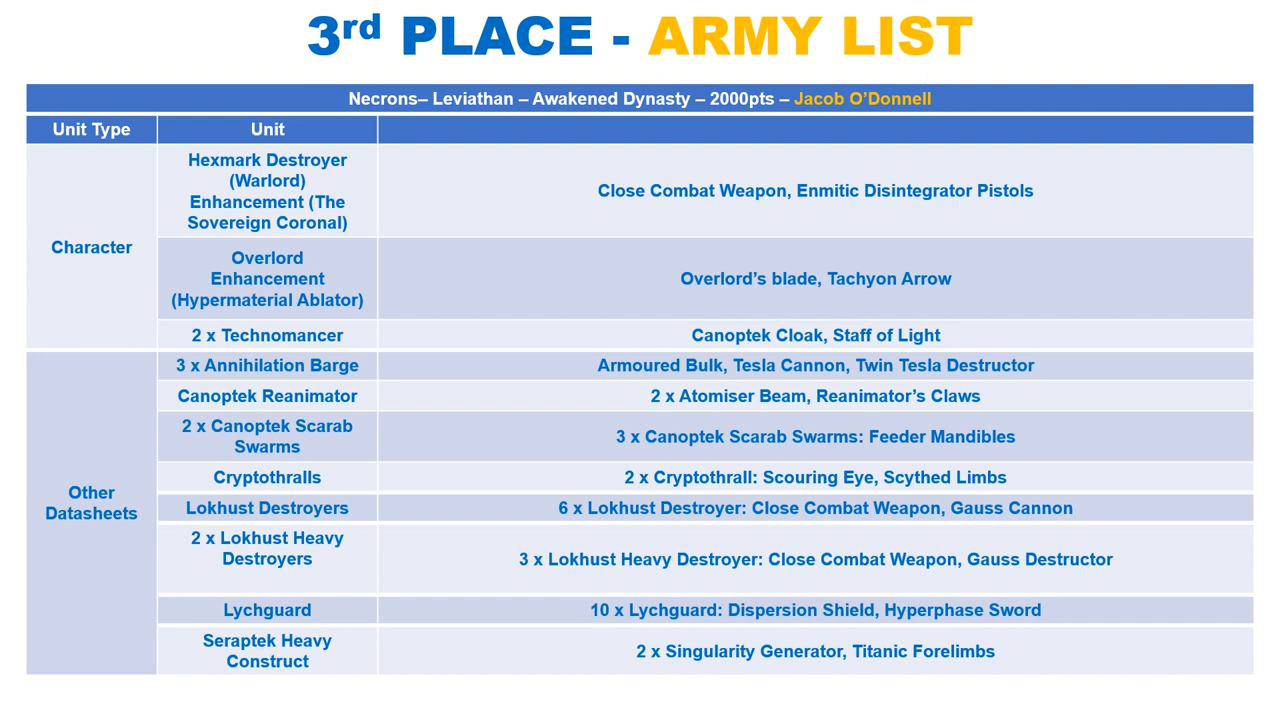 3rd PLACE - ARMY LIST
Necrons– Leviathan – Awakened Dynasty – 2000pts – Jacob O’Donnell
Unit Type
Unit
Character
Hexmark Destroyer
(Warlord)
Enhancement (The
Sovereign Coronal)
Close Combat Weapon, Enmitic Disintegrator Pistols
Overlord
Enhancement
(Hypermaterial Ablator)
Overlord’s blade, Tachyon Arrow
2 x Technomancer
Canoptek Cloak, Staff of Light
Other
Datasheets
3 x Annihilation Barge
Armoured Bulk, Tesla Cannon, Twin Tesla Destructor
Canoptek Reanimator
2 x Atomiser Beam, Reanimator’s Claws
2 x Canoptek Scarab
Swarms
3 x Canoptek Scarab Swarms: Feeder Mandibles
Cryptothralls
2 x Cryptothrall: Scouring Eye, Scythed Limbs
Lokhust Destroyers
6 x Lokhust Destroyer: Close Combat Weapon, Gauss Cannon
2 x Lokhust Heavy
Destroyers
3 x Lokhust Heavy Destroyer: Close Combat Weapon, Gauss Destructor
Lychguard
10 x Lychguard: Dispersion Shield, Hyperphase Sword
Seraptek Heavy
Construct
2 x Singularity Generator, Titanic Forelimbs